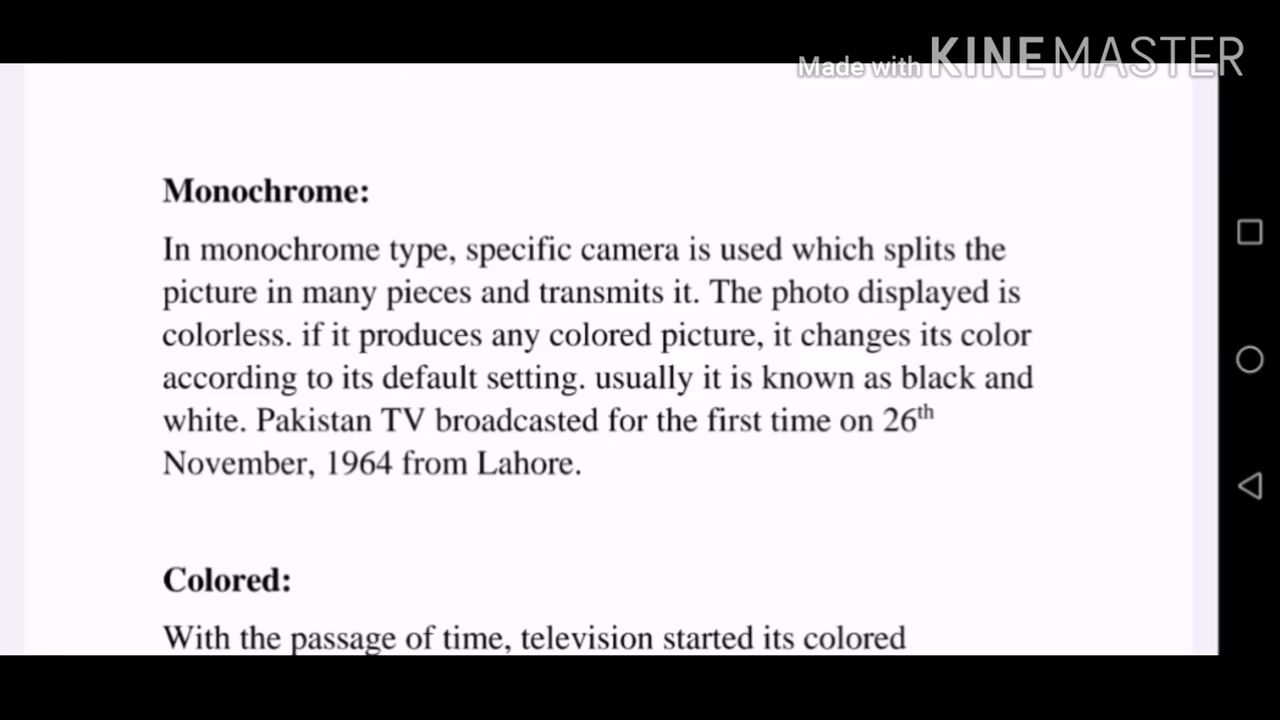 Made with KINEMASTER
Monochrome:
In monochrome type, specific camera is used which splits the
picture in many pieces and transmits it. The photo displayed is
colorless. if it produces any colored picture, it changes its color
according to its default setting. usually it is known as black and
white. Pakistan TV broadcasted for the first time on 26th
November, 1964 from Lahore.
Colored:
With the passage of time, television started its colored